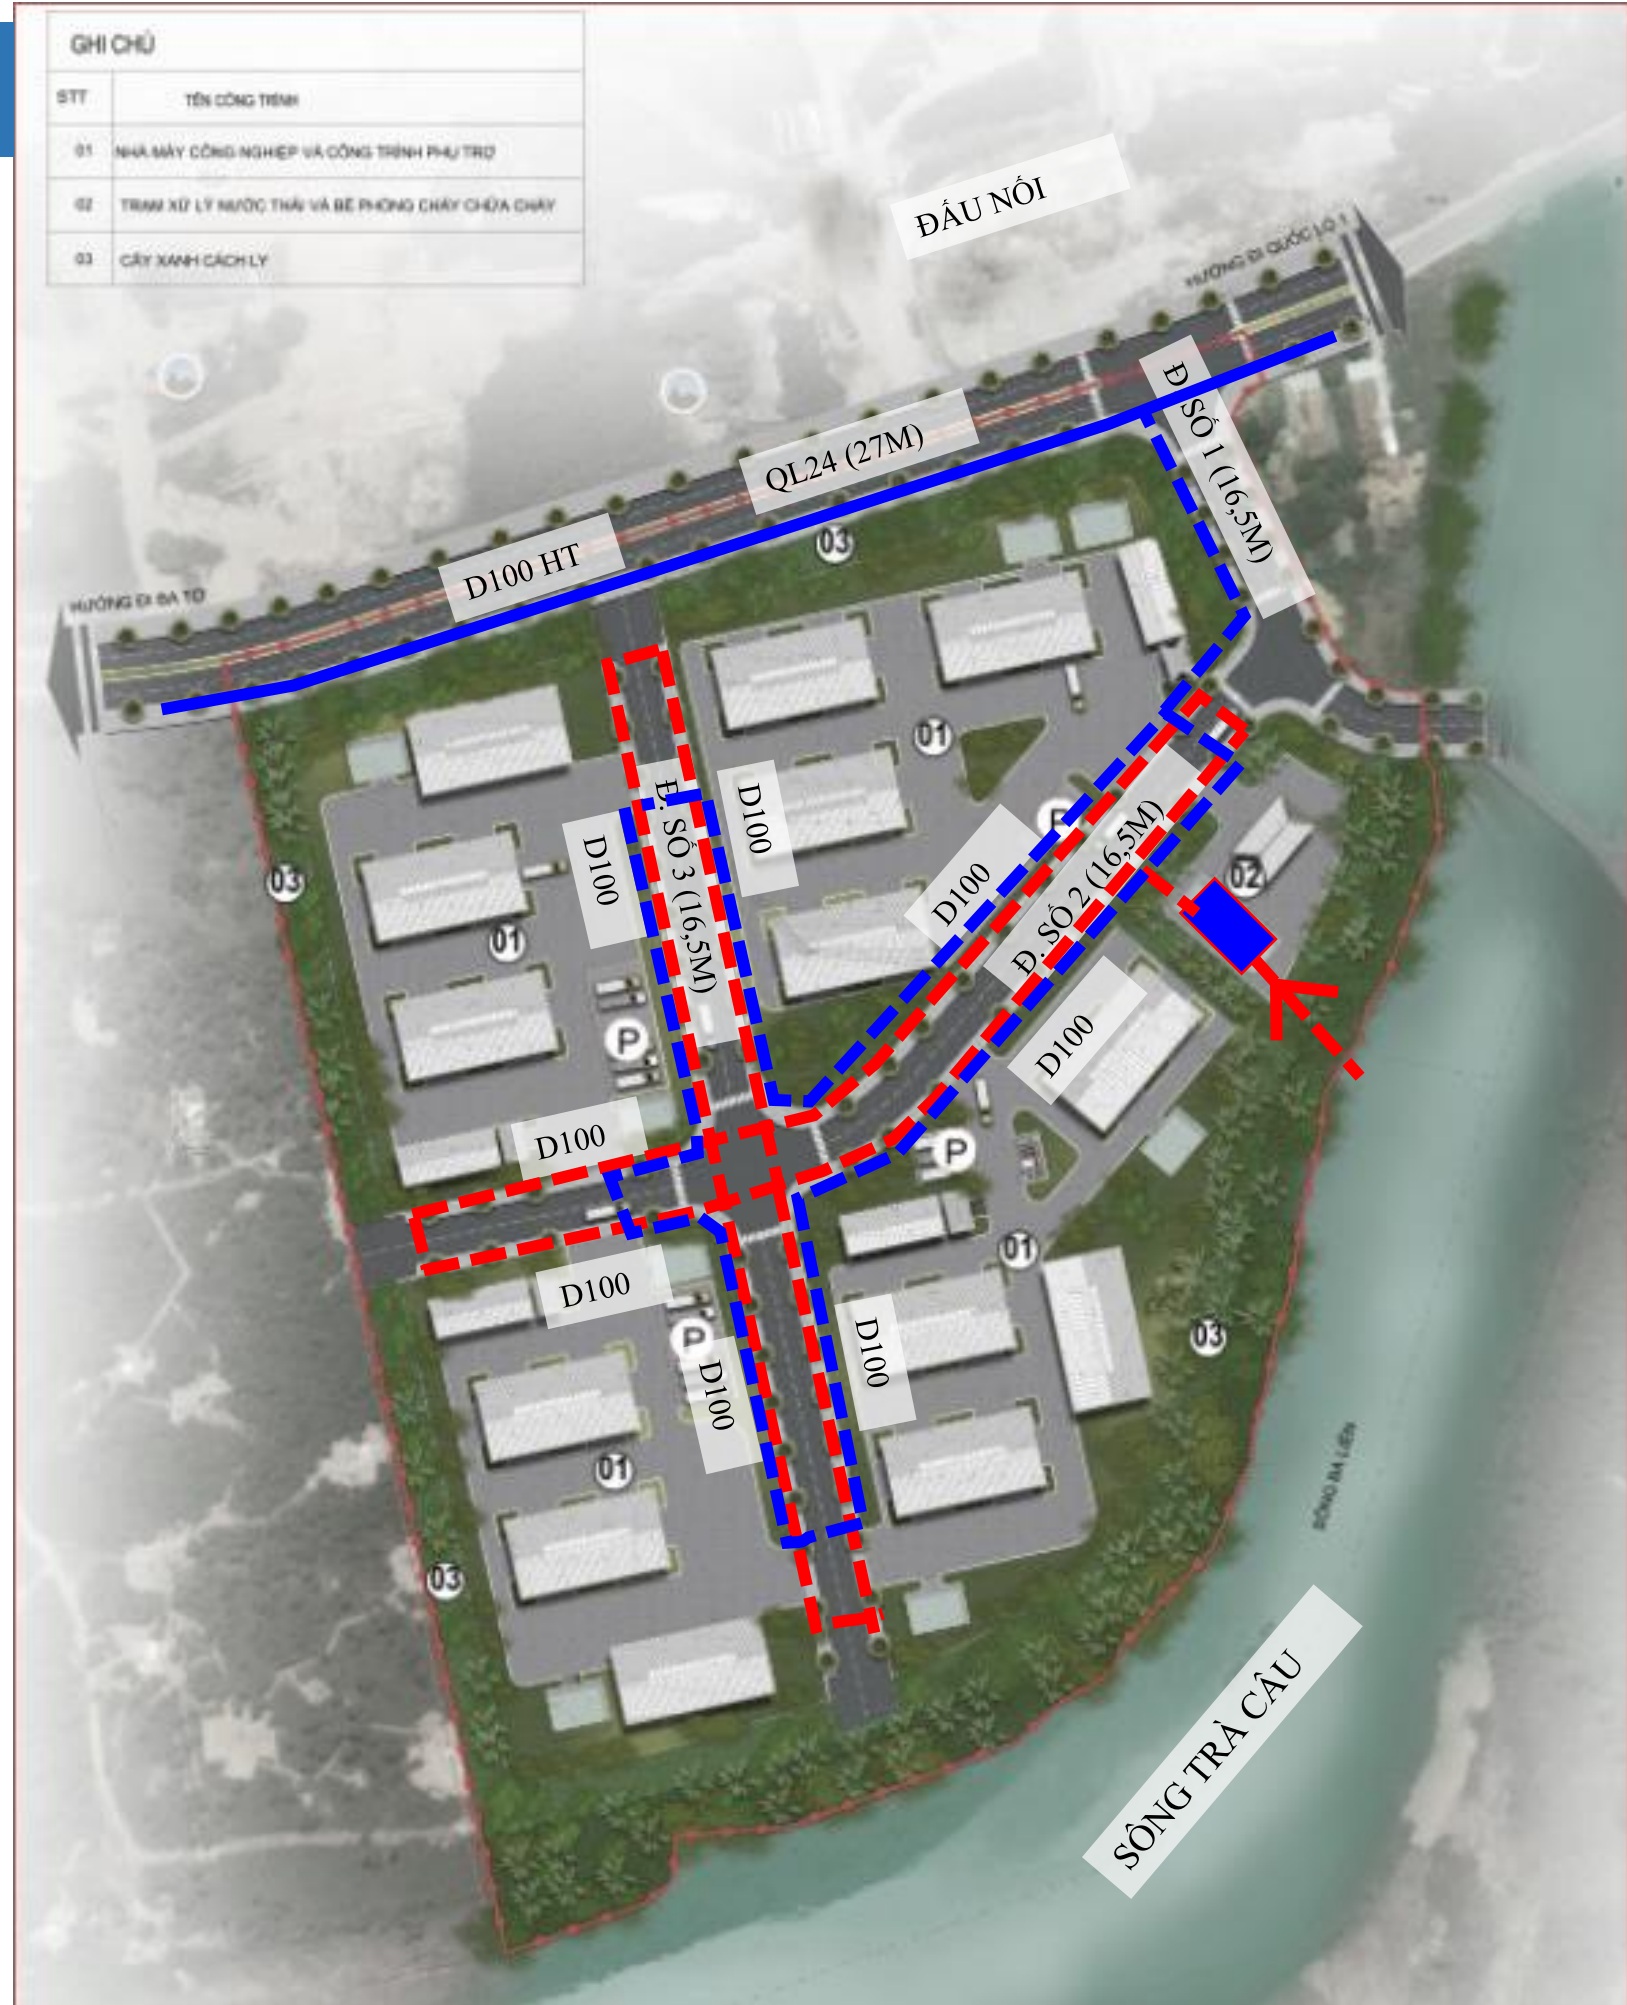 GHI CHÚ
STT TÊN CÔNG TRÌNH
01 NHÀ MÁY CÔNG NGHIỆP VÀ CÔNG TRÌNH PHỤ TRỢ
02 TRẠM XỬ LÝ NƯỚC THẢI VÀ BỂ PHÒNG CHÁY CHỮA CHÁY
03 CÂY XANH CÁCH LY
ĐẤU NỐI
HƯỚNG ĐI QUỐC LỘ 1
Đ SỐ 1 (16,5M)
QL24 (27M)
D100 HT
03
HƯỚNG ĐI BA TƠ
01
D100
D100
Đ. SỐ 3 (16,5M)
P
Đ. SỐ 2 (16,5M)
D100
02
03
01
D100
P
D100
P
01
D100
P
D100
D100
03
01
03
SÔNG BA LIÊN
SÔNG TRÀ CÂU